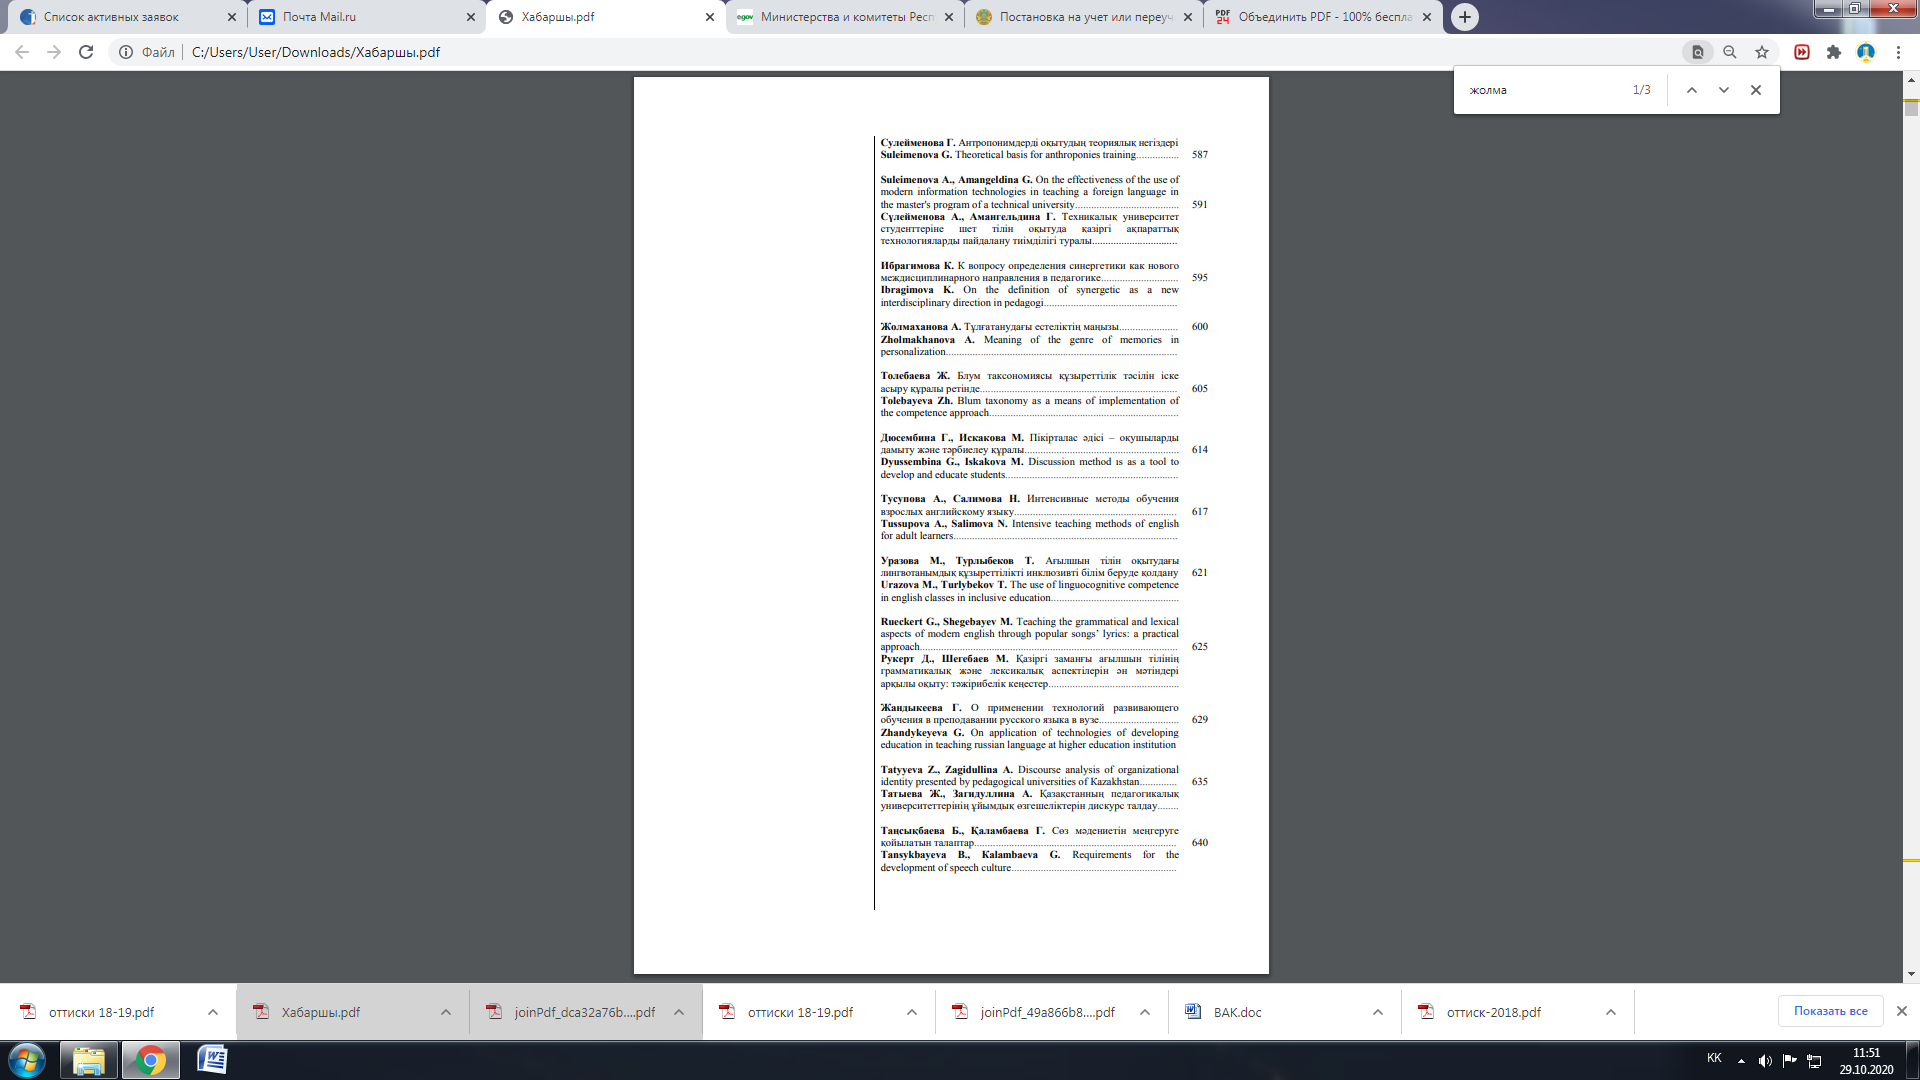 Список активных заявок
Почта Mail.ru
Хабаршы.pdf
egov Министерства и комитеты Респ
Постановка на учет или переуч
PDF 24 Объединить PDF - 100% беспла
Файл C:/Users/User/Downloads/Хабаршы.pdf
жолма 1/3
Сулейменова Г. Антропонимдерді оқытудың теориялық негіздері
Suleimenova G. Theoretical basis for anthroponies training................ 587
Suleimenova A., Amangeldina G. On the effectiveness of the use of
modern information technologies in teaching a foreign language in
the master's program of a technical university....................................... 591
Сүлейменова А., Амангельдина Г. Техникалық университет
студенттеріне шет тілін оқытуда қазіргі ақпараттық
технологияларды пайдалану тиімділігі туралы................................
Ибрагимова К. К вопросу определения синергетики как нового
междисциплинарного направления в педагогике............................. 595
Ibragimova K. On the definition of synergetic as a new
interdisciplinary direction in pedagogi..................................................
Жолмаханова А. Тұлғатанудағы естеліктің маңызы...................... 600
Zholmakhanova A. Meaning of the genre of memories in
personalization.......................................................................................
Толебаева Ж. Блум таксономиясы құзыреттілік тәсілін іске
асыру құралы ретінде.......................................................................... 605
Tolebayeva Zh. Blum taxonomy as a means of implementation of
the competence approach.......................................................................
Дюсембина Г., Искакова М. Пікірталас әдісі – оқушыларды
дамыту және тәрбиелеу құралы.......................................................... 614
Dyussembina G., Iskakova M. Discussion method ıs as a tool to
develop and educate students.................................................................
Тусупова А., Салимова Н. Интенсивные методы обучения
взрослых английскому языку............................................................. 617
Tussupova A., Salimova N. Intensive teaching methods of english
for adult learners.....................................................................................
Уразова М., Турлыбеков Т. Ағылшын тілін оқытудағы
лингвотанымдық құзыреттілікті инклюзивті білім беруде қолдану 621
Urazova M., Turlybekov T. The use of linguocognitive competence
in english classes in inclusive education................................................
Rueckert G., Shegebayev M. Teaching the grammatical and lexical
aspects of modern english through popular songs’ lyrics: a practical
approach................................................................................................. 625
Рукерт Д., Шегебаев М. Қазіргі заманғы ағылшын тілінің
грамматикалық және лексикалық аспектілерін ән мәтіндері
арқылы оқыту: тәжірибелік кеңестер.................................................
Жандыкеева Г. О применении технологий развивающего
обучения в преподавании русского языка в вузе.............................. 629
Zhandykeyeva G. On application of technologies of developing
education in teaching russian language at higher education institution
Tatyyeva Z., Zagidullina A. Discourse analysis of organizational
identity presented by pedagogical universities of Kazakhstan.............. 635
Татыева Ж., Загидуллина А. Қазақстанның педагогикалық
университеттерінің ұйымдық өзгешеліктерін дискурс талдау........
Таңсықбаева Б., Қаламбаева Г. Сөз мәдениетін меңгеруге
қойылатын талаптар............................................................................ 640
Tansykbayeva B., Kalambaeva G. Requirements for the
development of speech culture...............................................................
оттиски 18-19.pdf
Хабаршы.pdf
joinPdf_dca32a76b....pdf
оттиски 18-19.pdf
joinPdf_49a866b8....pdf
BAK.doc
оттиск-2018.pdf
Показать все
KK
11:51
29.10.2020